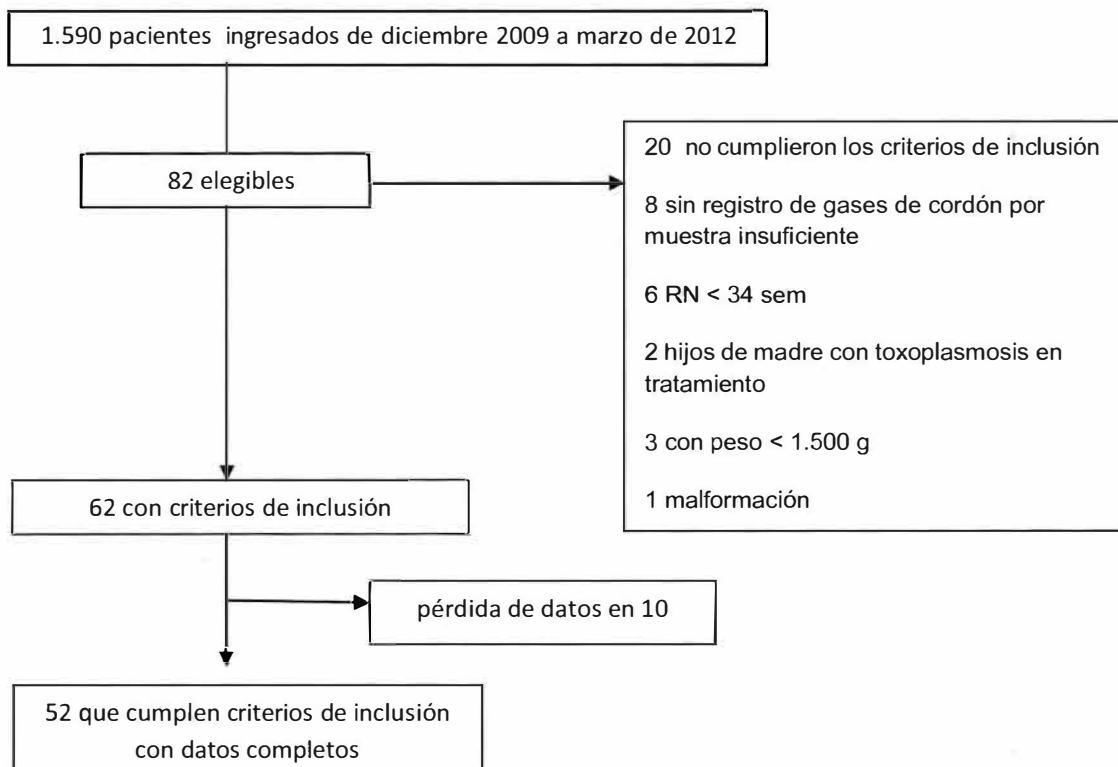 1.590 pacientes ingresados de diciembre 2009 a marzo de 2012
82 elegibles
20 no cumplieron los criterios de inclusión
8 sin registro de gases de cordón por
muestra insuficiente
6 RN < 34 sem
2 hijos de madre con toxoplasmosis en
tratamiento
3 con peso < 1.500 g
1 malformación
62 con criterios de inclusión
pérdida de datos en 10
52 que cumplen criterios de inclusión
con datos completos